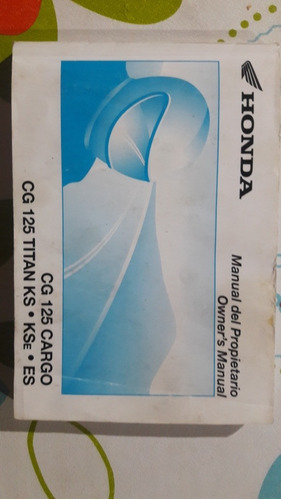 HONDA
Manual del Propietario
Owner's Manual
CG 125 CARGO
CG 125 TITAN KS • KSE • ES